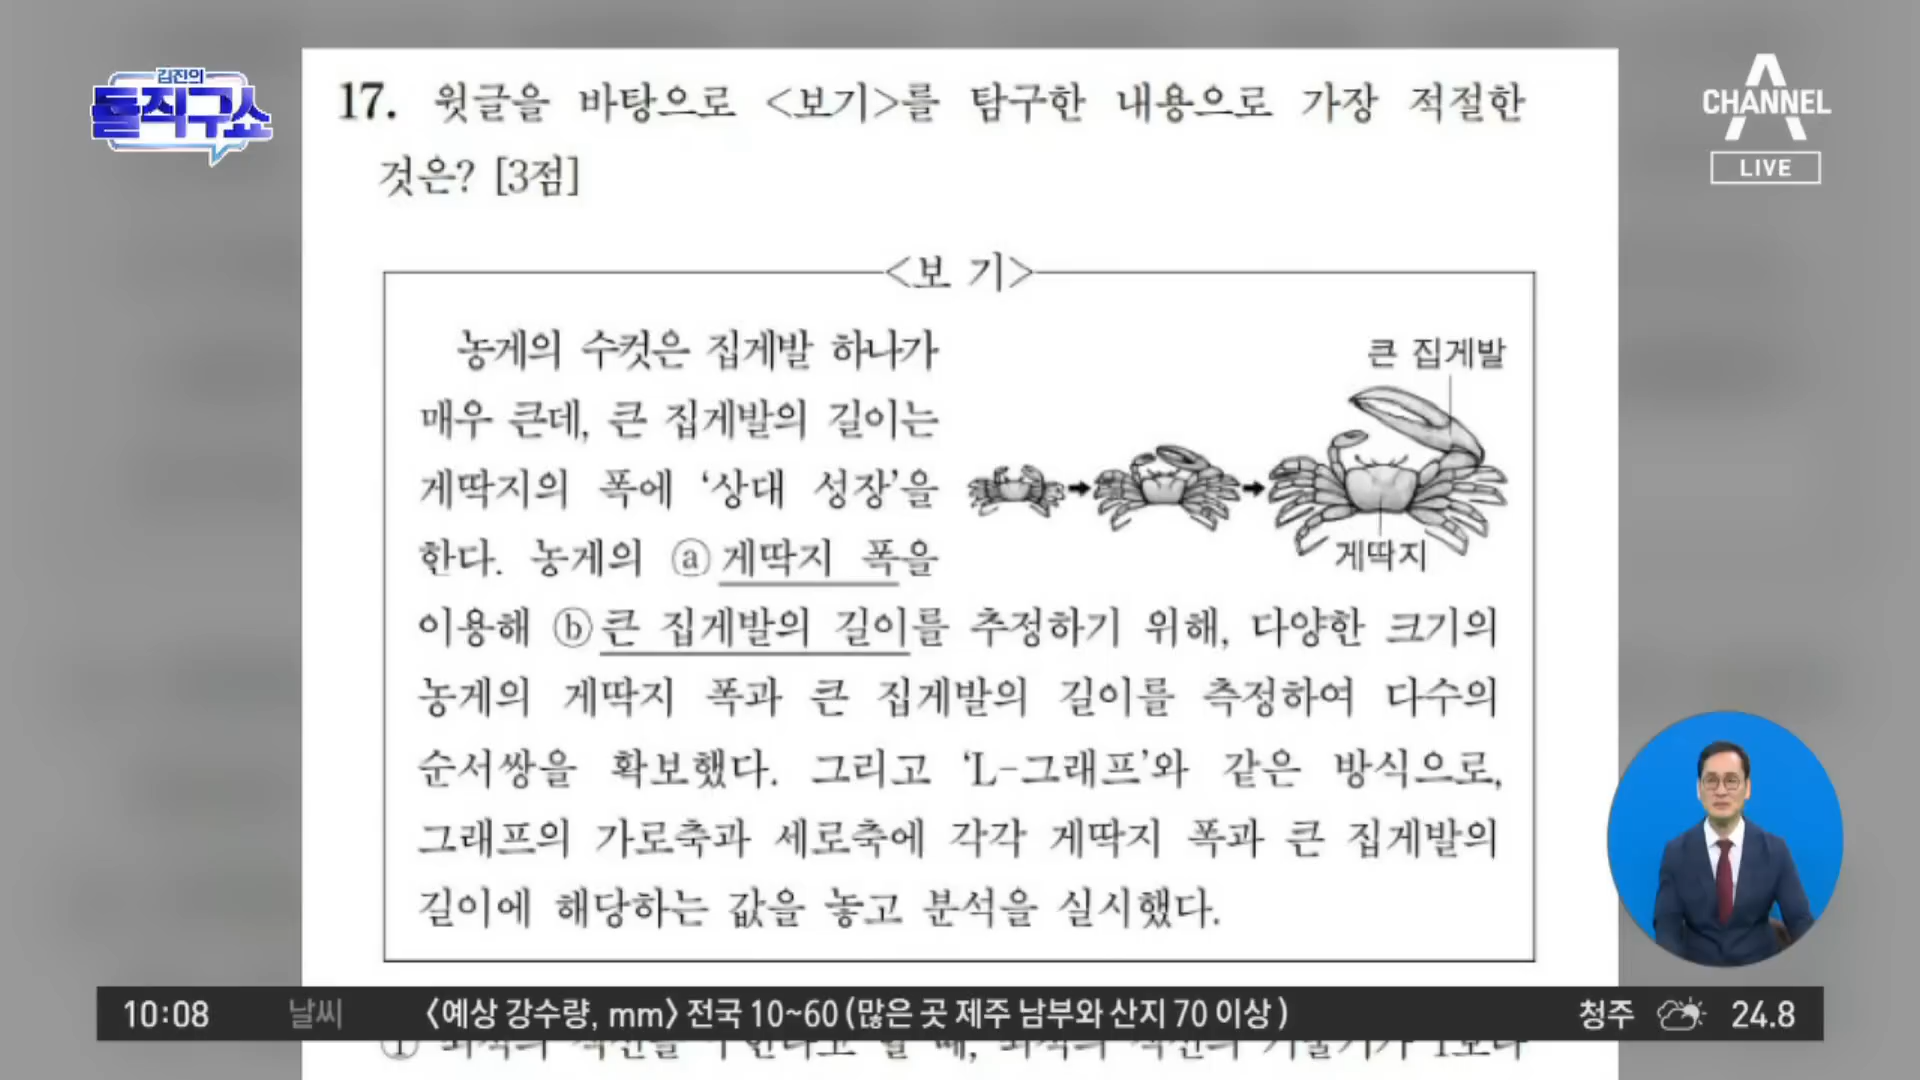 김진의
돌직구쇼
CHANNEL A
LIVE
17. 윗글을 바탕으로 <보기>를 탐구한 내용으로 가장 적절한
것은? [3점]
<보 기>
농게의 수컷은 집게발 하나가
매우 큰데, 큰 집게발의 길이는
게딱지의 폭에 ‘상대 성장’을
한다. 농게의 ⓐ게딱지 폭을
이용해 ⓑ큰 집게발의 길이를 추정하기 위해, 다양한 크기의
농게의 게딱지 폭과 큰 집게발의 길이를 측정하여 다수의
순서쌍을 확보했다. 그리고 ‘L-그래프’와 같은 방식으로,
그래프의 가로축과 세로축에 각각 게딱지 폭과 큰 집게발의
길이에 해당하는 값을 놓고 분석을 실시했다.
큰 집게발
게딱지
10:08 날씨 〈예상 강수량, mm〉 전국 10~60 (많은 곳 제주 남부와 산지 70 이상) 청주 24.8